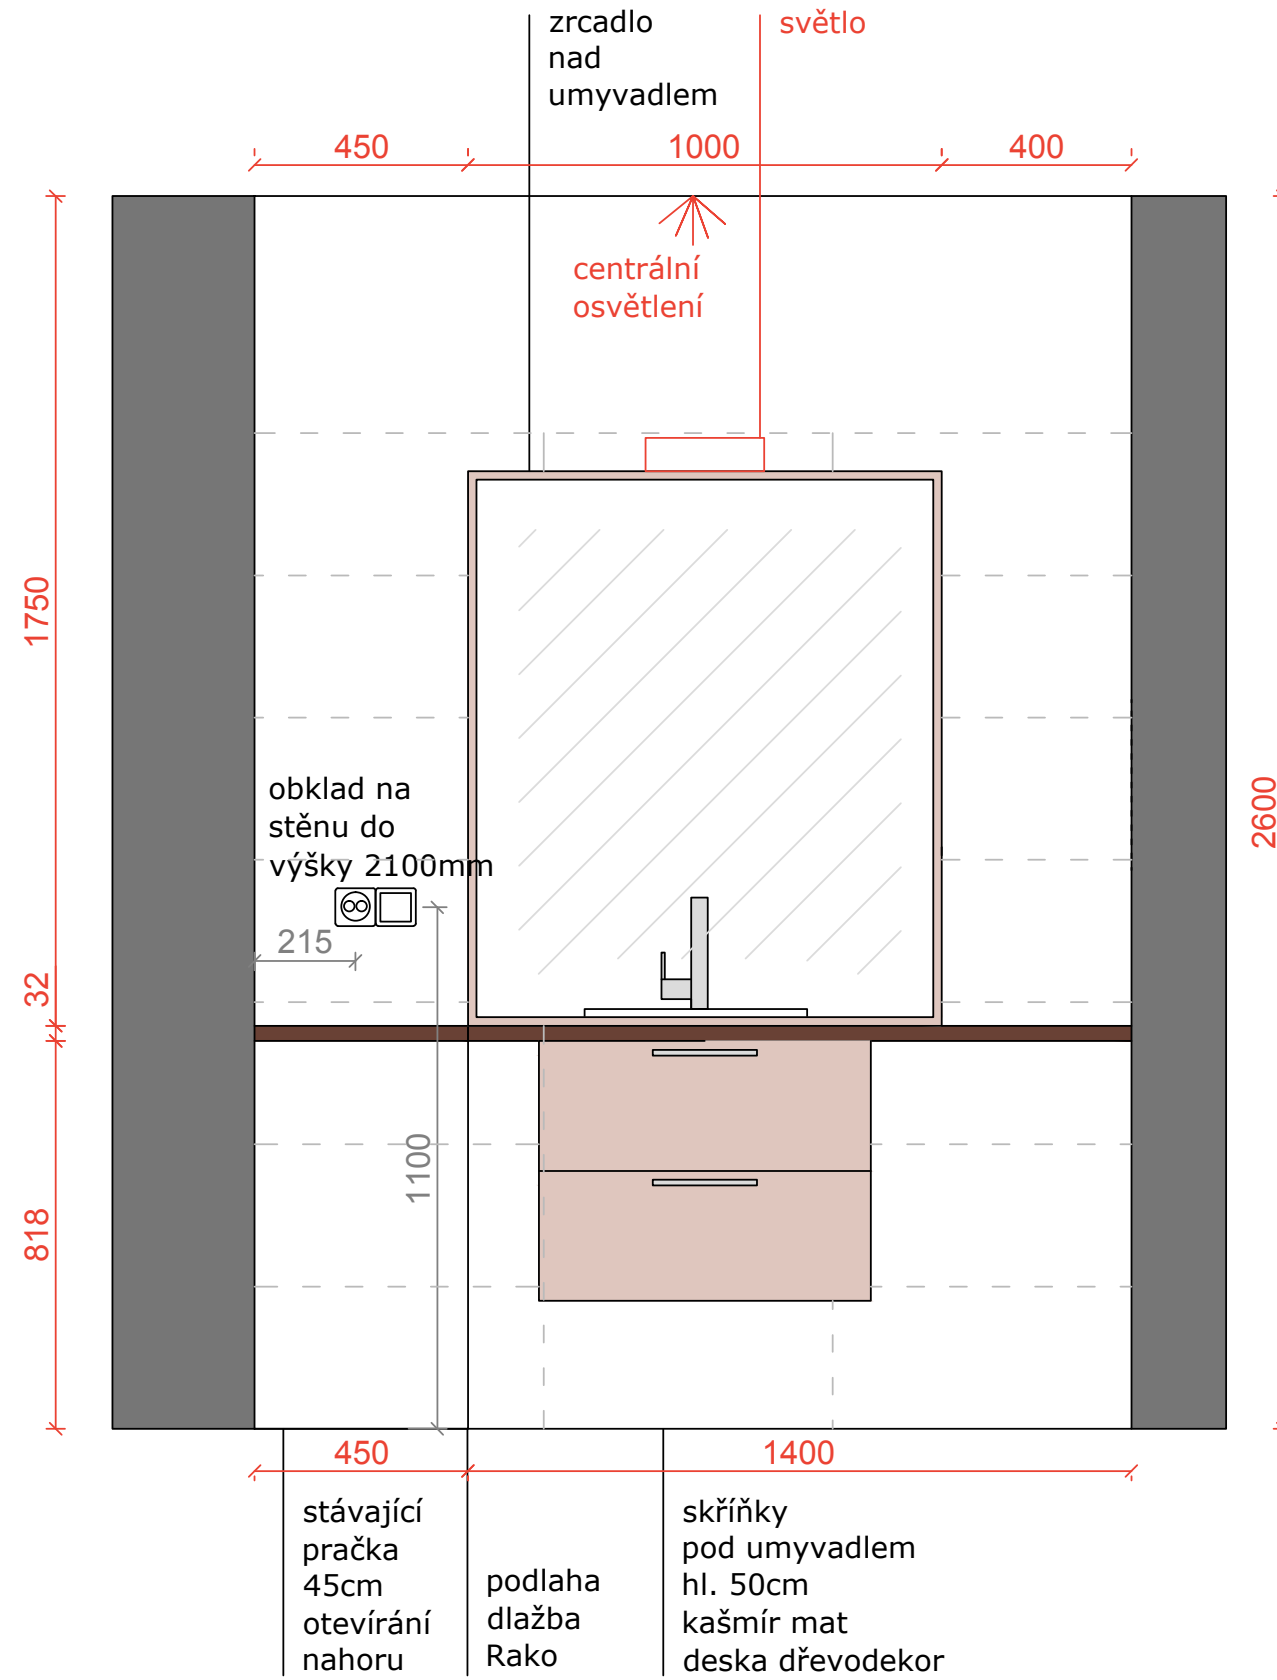 zrcadlo
nad
umyvadlem
světlo
450
1000
400
centrální
osvětlení
1750
2600
obklad na
stěnu do
výšky 2100mm
215
32
1100
818
450
1400
stávající
pračka
45cm
otevírání
nahoru
podlaha
dlažba
Rako
skříňky
pod umyvadlem
hl. 50cm
kašmír mat
deska dřevodekor